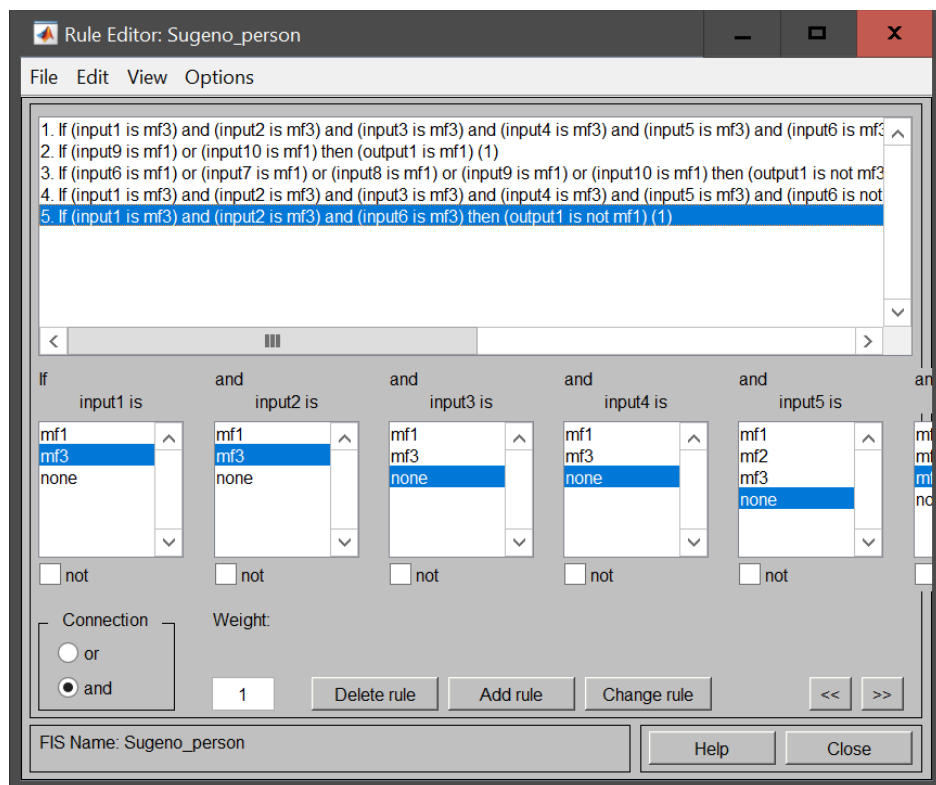 Rule Editor: Sugeno_person
File Edit View Options
1. If (input1 is mf3) and (input2 is mf3) and (input3 is mf3) and (input4 is mf3) and (input5 is mf3) and (input6 is mf3
2. If (input9 is mf1) or (input10 is mf1) then (output1 is mf1) (1)
3. If (input6 is mf1) or (input7 is mf1) or (input8 is mf1) or (input9 is mf1) or (input10 is mf1) then (output1 is not mf3
4. If (input1 is mf3) and (input2 is mf3) and (input3 is mf3) and (input4 is mf3) and (input5 is mf3) and (input6 is not
5. If (input1 is mf3) and (input2 is mf3) and (input6 is mf3) then (output1 is not mf1) (1)
If and and and and an
input1 is input2 is input3 is input4 is input5 is
mf1 mf1 mf1 mf1 mf1 m
mf3 mf3 mf3 mf3 mf2 m
none none none none mf3 m
none no
not not not not not
Connection Weight:
or
and 1 Delete rule Add rule Change rule << >>
FIS Name: Sugeno_person Help Close